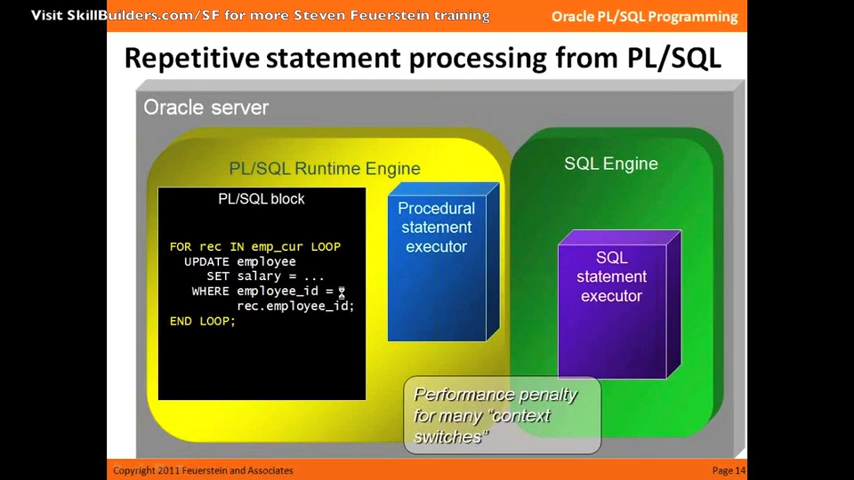 Visit SkillBuilders.com/SF for more Steven Feuerstein training
Oracle PL/SQL Programming
Repetitive statement processing from PL/SQL
Oracle server
PL/SQL Runtime Engine
PL/SQL block
FOR rec IN emp_cur LOOP
UPDATE employee
SET salary = ...
WHERE employee_id =
rec.employee_id;
END LOOP;
Procedural
statement
executor
SQL Engine
SQL
statement
executor
Performance penalty
for many "context
switches"
Copyright 2011 Feuerstein and Associates
Page 14